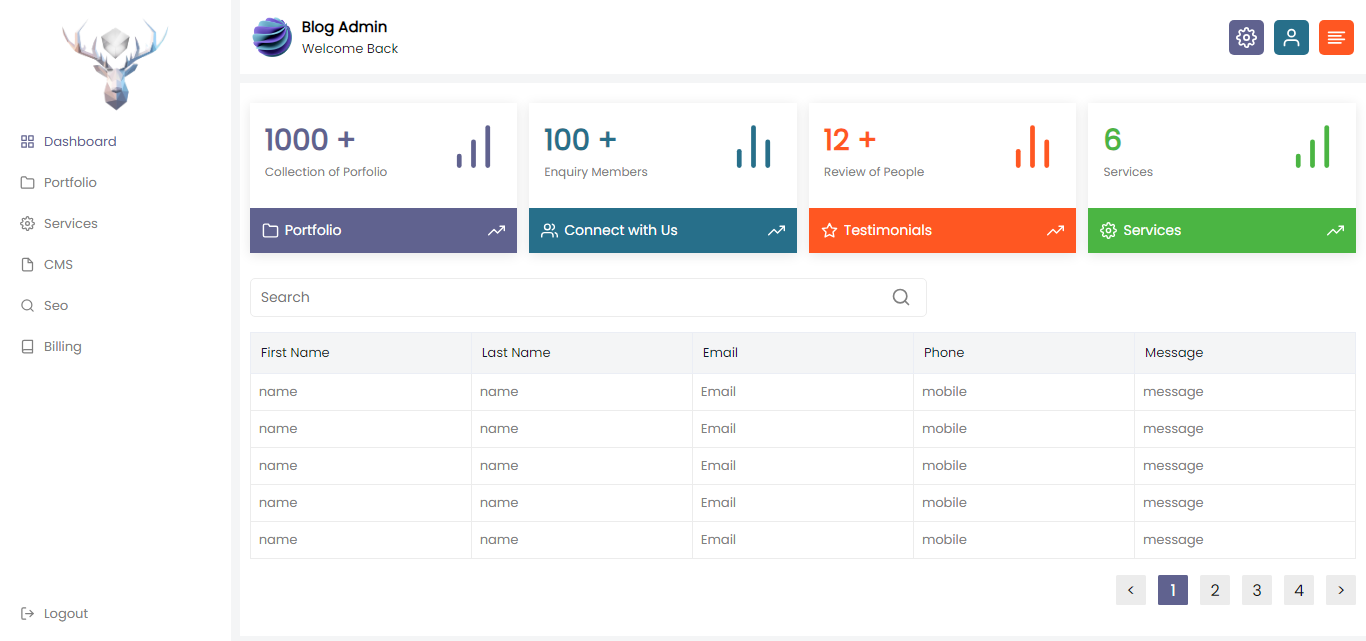 Blog Admin
Welcome Back
Dashboard
Portfolio
Services
CMS
Seo
Billing
Logout
1000 +
Collection of Porfolio
Portfolio
100 +
Enquiry Members
Connect with Us
12 +
Review of People
Testimonials
6
Services
Services
Search
First Name Last Name Email Phone Message
name name Email mobile message
name name Email mobile message
name name Email mobile message
name name Email mobile message
name name Email mobile message
< 1 2 3 4 >